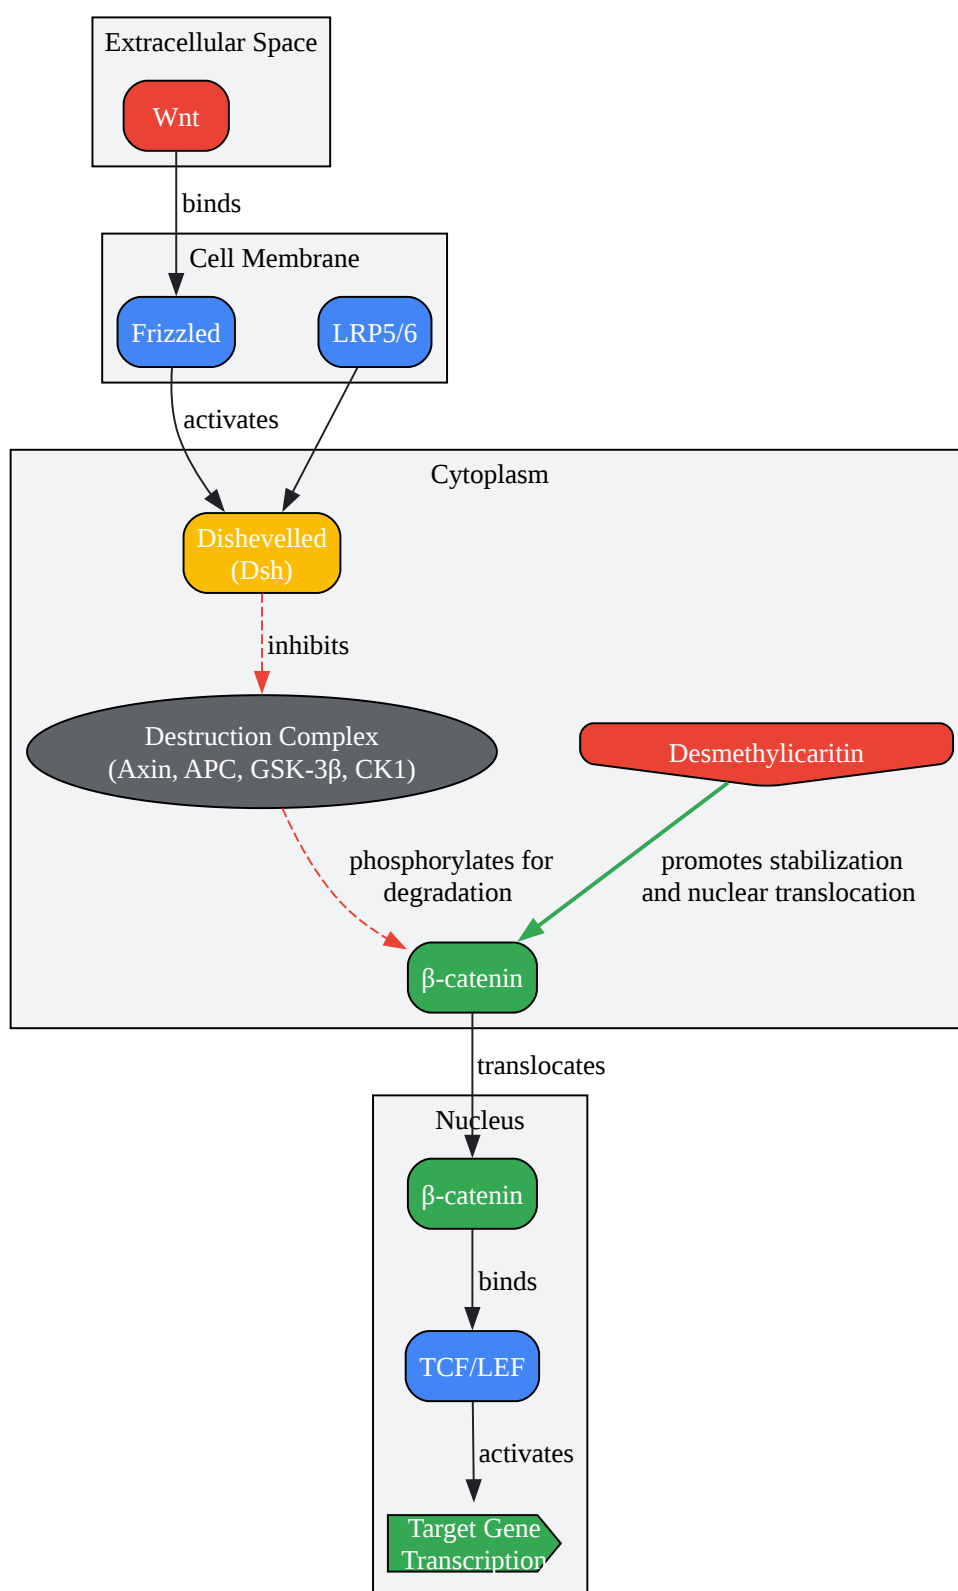 Extracellular Space
Wnt
binds
Cell Membrane
Frizzled
LRP5/6
activates
Cytoplasm
Dishevelled
(Dsh)
inhibits
Destruction Complex
(Axin, APC, GSK-3β, CK1)
Desmethylicaritin
phosphorylates for
degradation
promotes stabilization
and nuclear translocation
β-catenin
translocates
Nucleus
β-catenin
binds
TCF/LEF
activates
Target Gene
Transcription